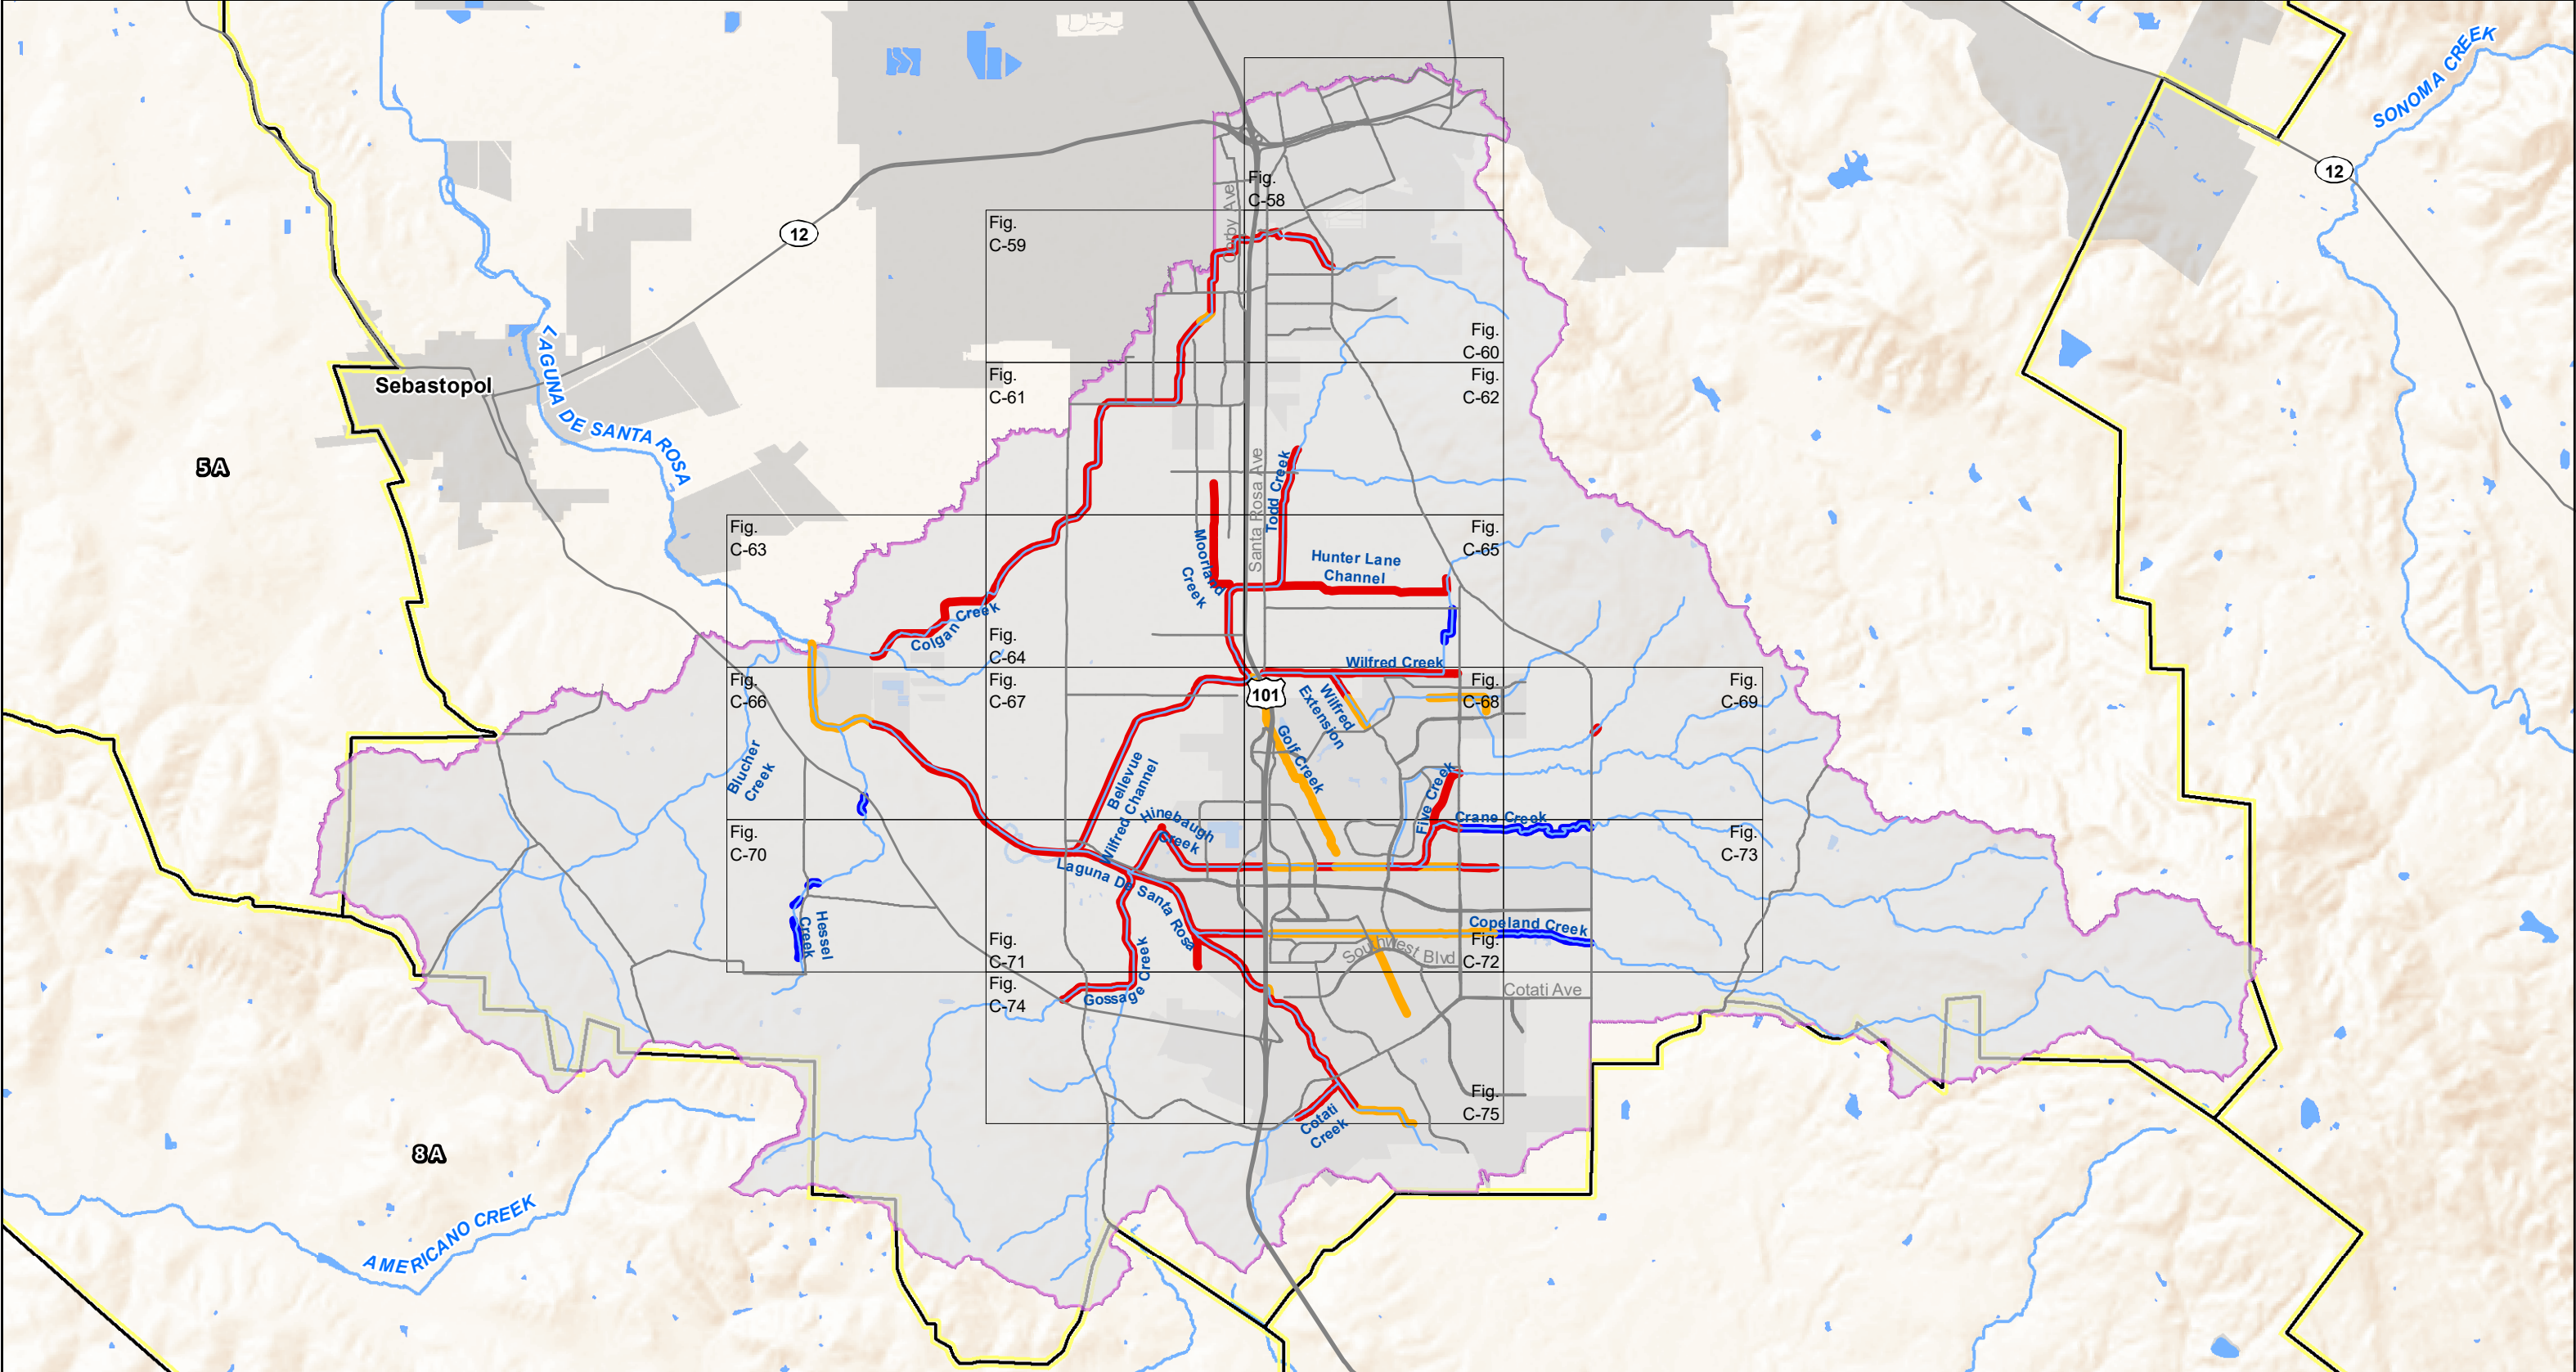 SONOMA CREEK
12
Fig.
C-58
Corby Ave
Fig.
C-59
12
Fig.
C-60
LAGUNA DE SANTA ROSA
Sebastopol
Fig.
C-61
Fig.
C-62
5A
Santa Rosa Ave
Todd Creek
Fig.
C-63
Fig.
C-65
Moorland
Creek
Hunter Lane
Channel
Colgan Creek
Fig.
C-64
Wilfred Creek
Fig.
C-66
Fig.
C-67
101
Fig.
C-68
Fig.
C-69
Wilfred
Extension
Golf Creek
Blucher
Creek
Bellevue
Wilfred Channel
Five Creek
Hinebaugh
Creek
Crane Creek
Fig.
C-70
Fig.
C-73
Laguna De Santa Rosa
Hessel
Creek
Copeland Creek
Fig.
C-71
Southwest Blvd
Fig.
C-72
Fig.
C-74
Gossage Creek
Cotati Ave
Fig.
C-75
Cotati
Creek
8A
AMERICANO CREEK